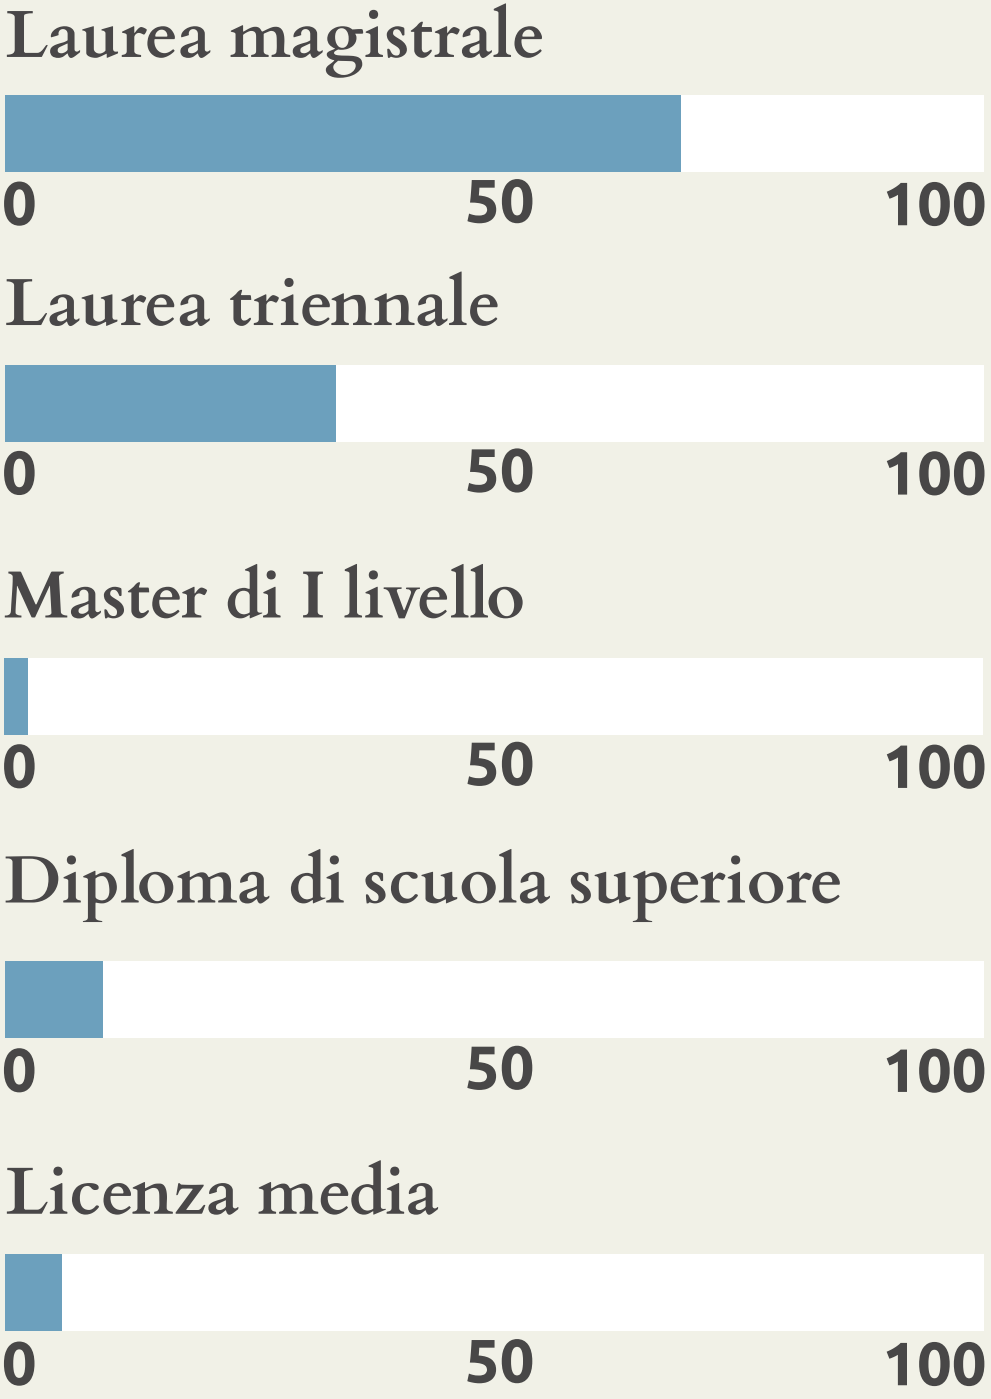 Laurea magistrale
0 50 100
Laurea triennale
0 50 100
Master di I livello
0 50 100
Diploma di scuola superiore
0 50 100
Licenza media
0 50 100